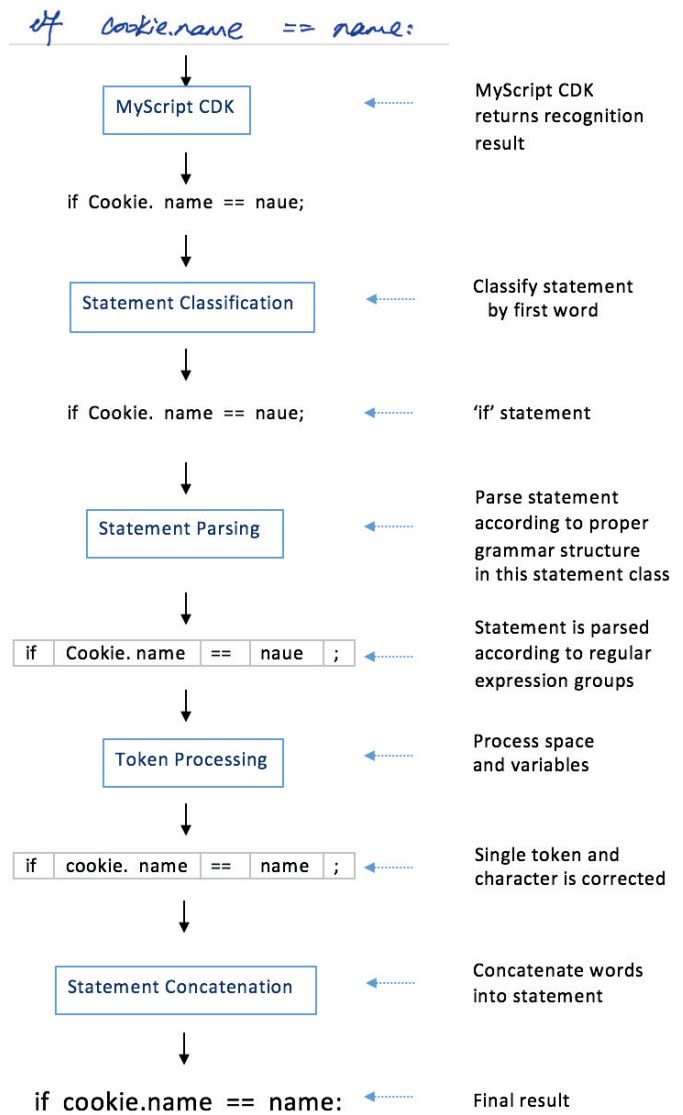 if cookie.name == name:
MyScript CDK
MyScript CDK
returns recognition
result
if Cookie. name == naue;
Statement Classification
Classify statement
by first word
if Cookie. name == naue;
‘if’ statement
Statement Parsing
Parse statement
according to proper
grammar structure
in this statement class
if Cookie. name == naue ;
Statement is parsed
according to regular
expression groups
Token Processing
Process space
and variables
if cookie. name == name ;
Single token and
character is corrected
Statement Concatenation
Concatenate words
into statement
if cookie.name == name:
Final result